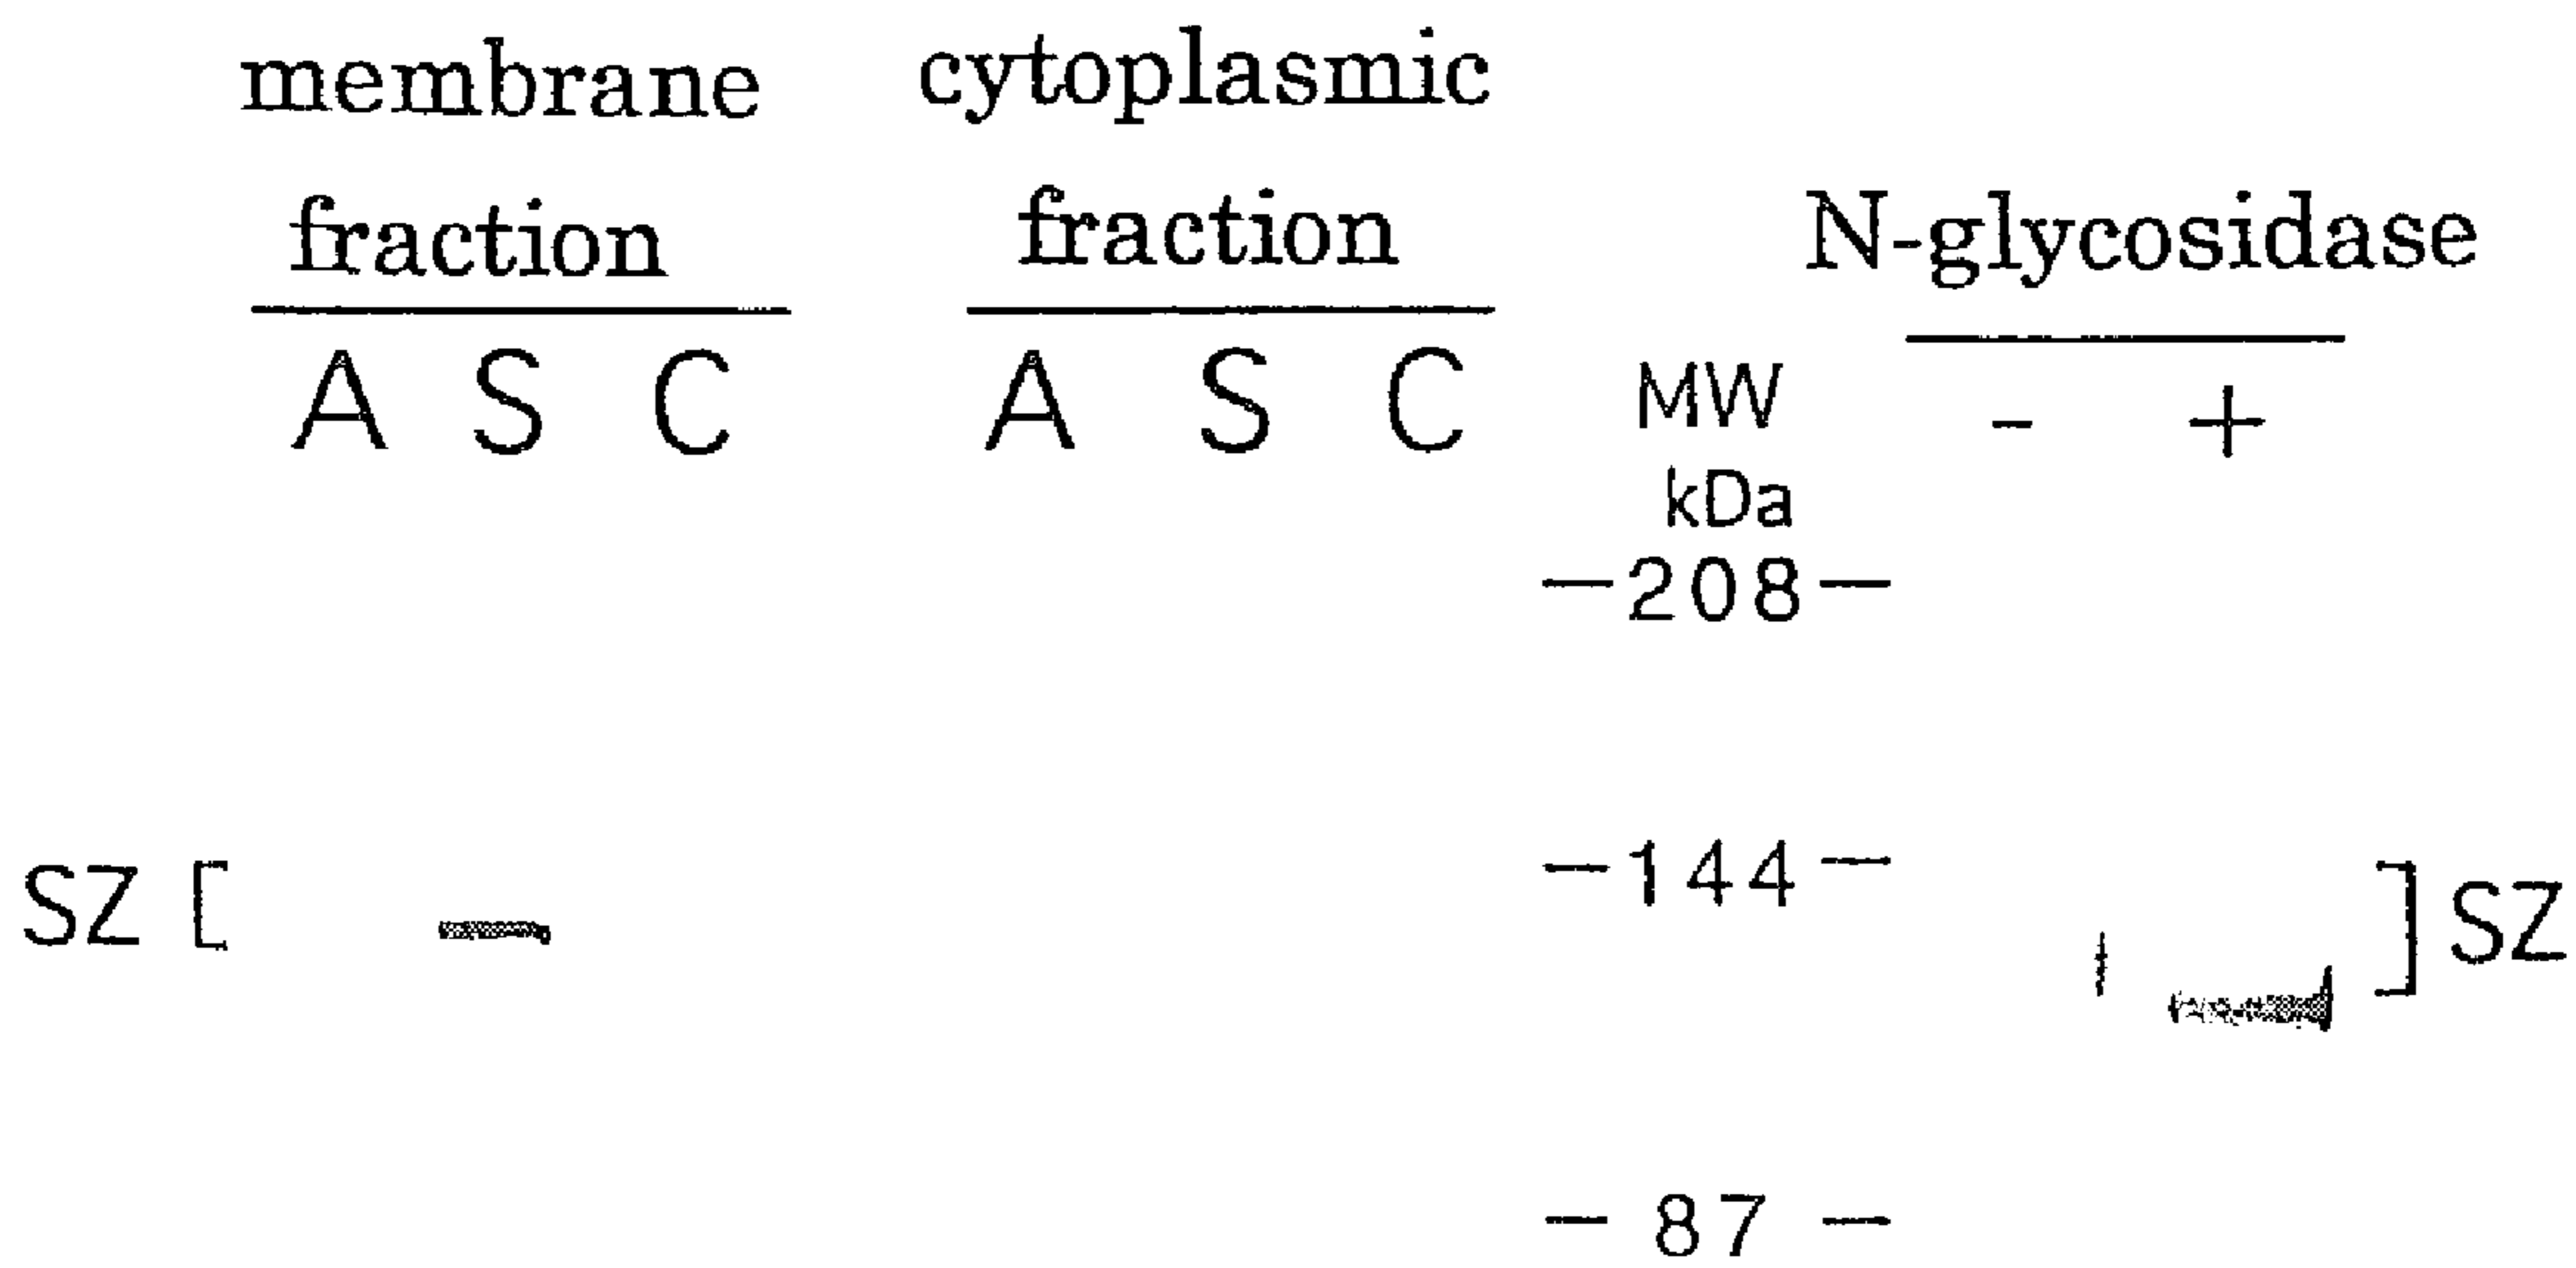 membrane cytoplasmic
fraction fraction N-glycosidase
A S C A S C MW - +
kDa
-208-
-144-
SZ [ ] SZ
- 87 -